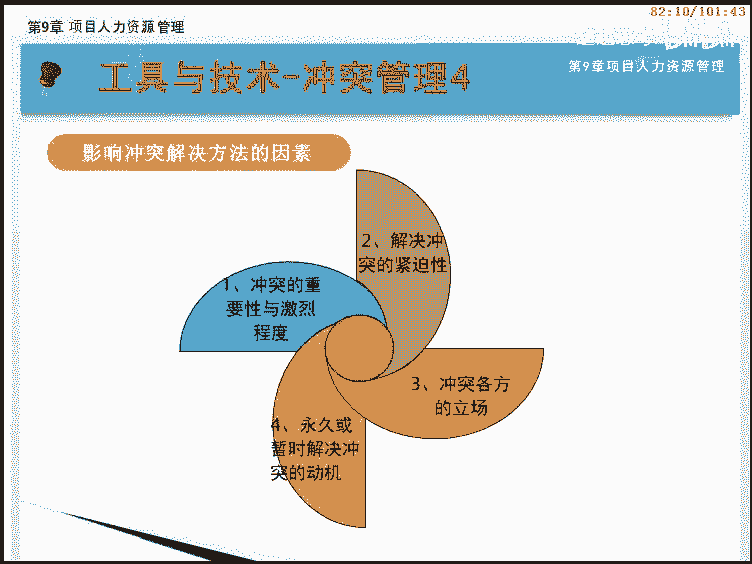 82:10/101:43
第9章 项目人力资源管理
工具与技术-冲突管理4
第9章项目人力资源管理
影响冲突解决方法的因素
2、解决冲
突的紧迫性
1、冲突的重
要性与激烈
程度
3、冲突各方
的立场
4、永久或
暂时解决冲
突的动机